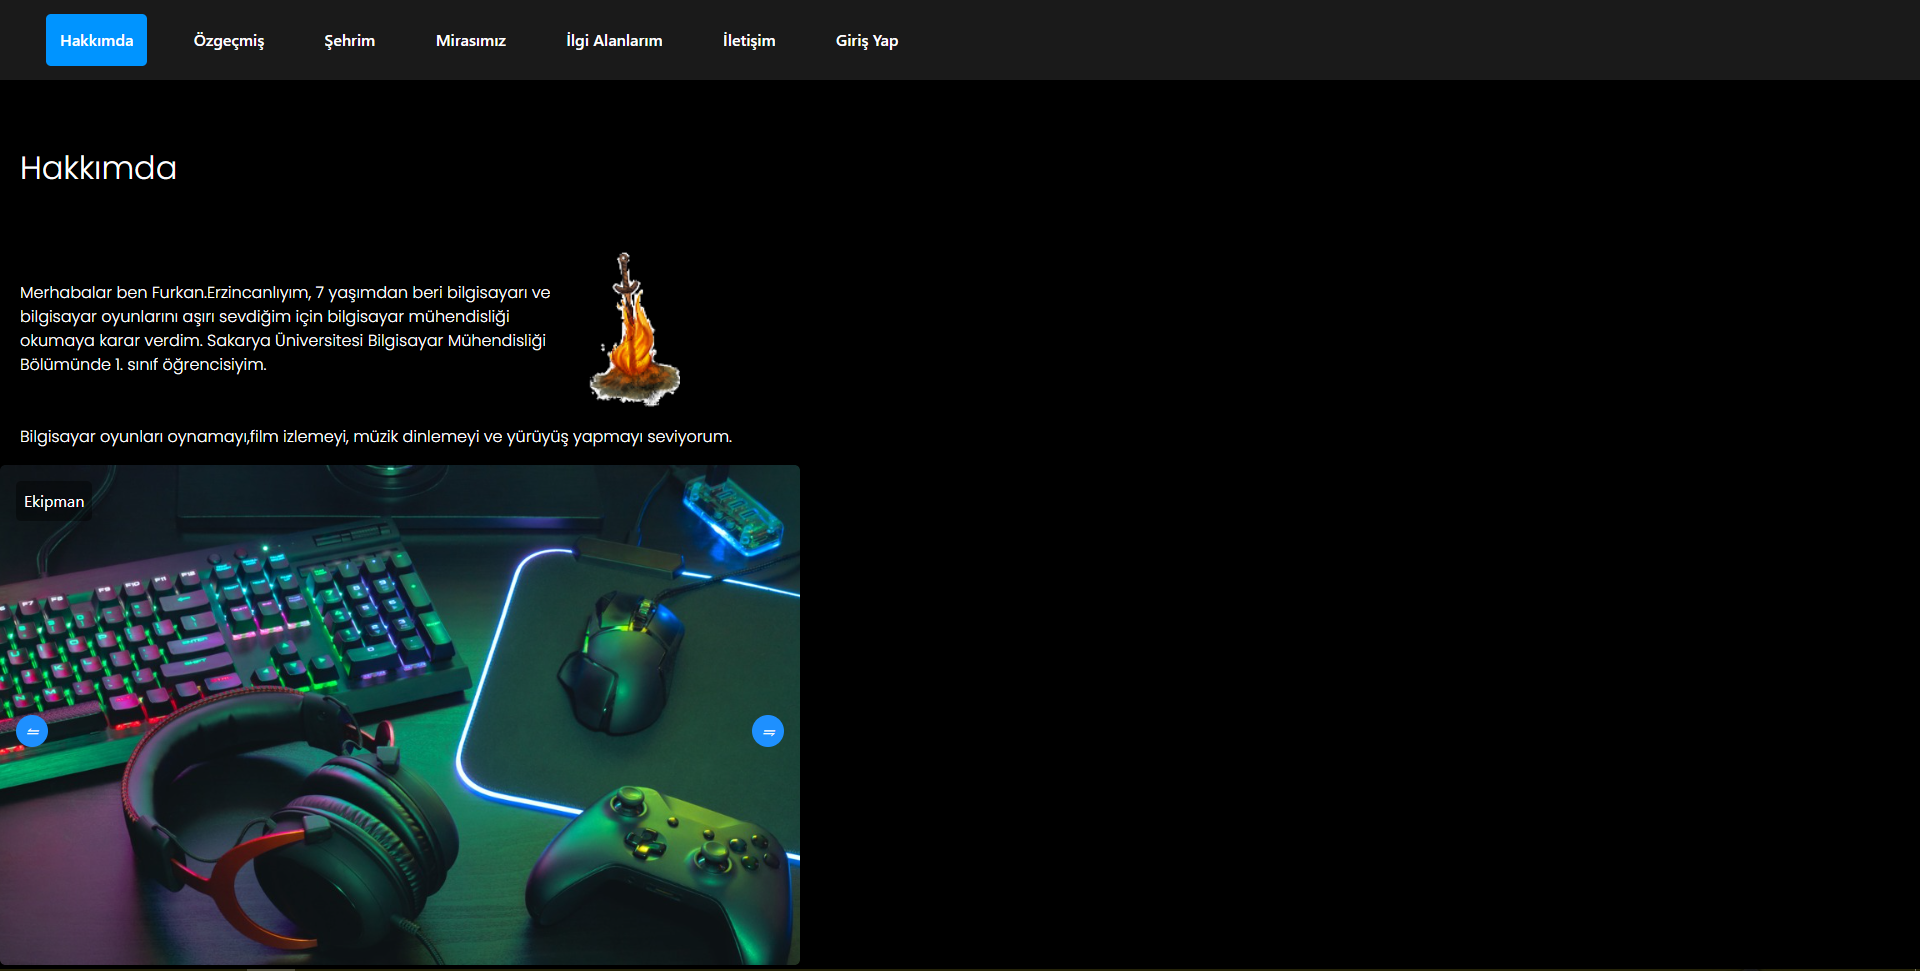 Hakkımda Özgeçmiş Şehrim Mirasımız İlgi Alanlarım İletişim Giriş Yap
Hakkımda
Merhabalar ben Furkan.Erzincanlıyım, 7 yaşımdan beri bilgisayarı ve
bilgisayar oyunlarını aşırı sevdiğim için bilgisayar mühendisliği
okumaya karar verdim. Sakarya Üniversitesi Bilgisayar Mühendisliği
Bölümünde 1. sınıf öğrencisiyim.
Bilgisayar oyunları oynamayı,film izlemeyi, müzik dinlemeyi ve yürüyüş yapmayı seviyorum.
Ekipman